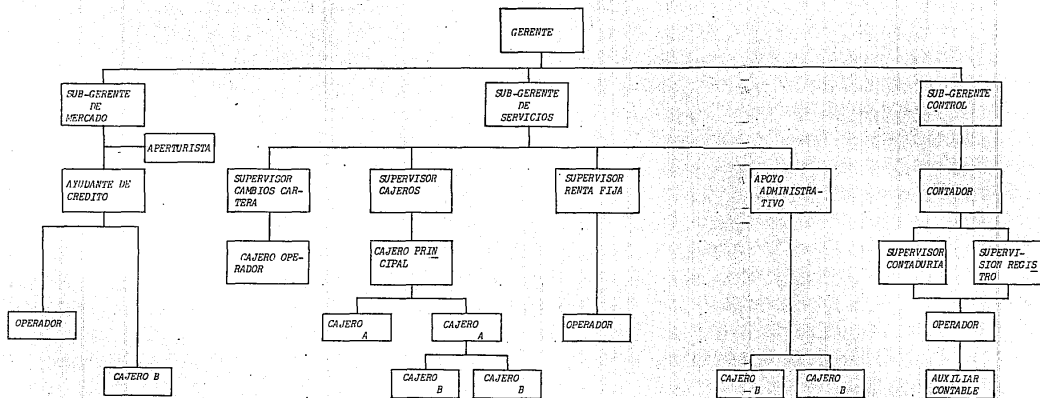 GERENTE
SUB-GERENTE
DE
MERCADO
SUB-GERENTE
DE
SERVICIOS
SUB-GERENTE
CONTROL
APERTURISTA
AYUDANTE DE
CREDITO
SUPERVISOR
CAMBIOS CAR-
TERA
SUPERVISOR
CAJEROS
SUPERVISOR
RENTA FIJA
APOYO
ADMINISTRA-
TIVO
CONTADOR
CAJERO OPE-
RADOR
CAJERO PRIN
CIPAL
SUPERVISOR
CONTADURIA
SUPERVI-
SION REGIS
TRO
OPERADOR
CAJERO
A
CAJERO
A
OPERADOR
OPERADOR
CAJERO B
CAJERO
B
CAJERO
B
CAJERO
B
CAJERO
B
AUXILIAR
CONTABLE